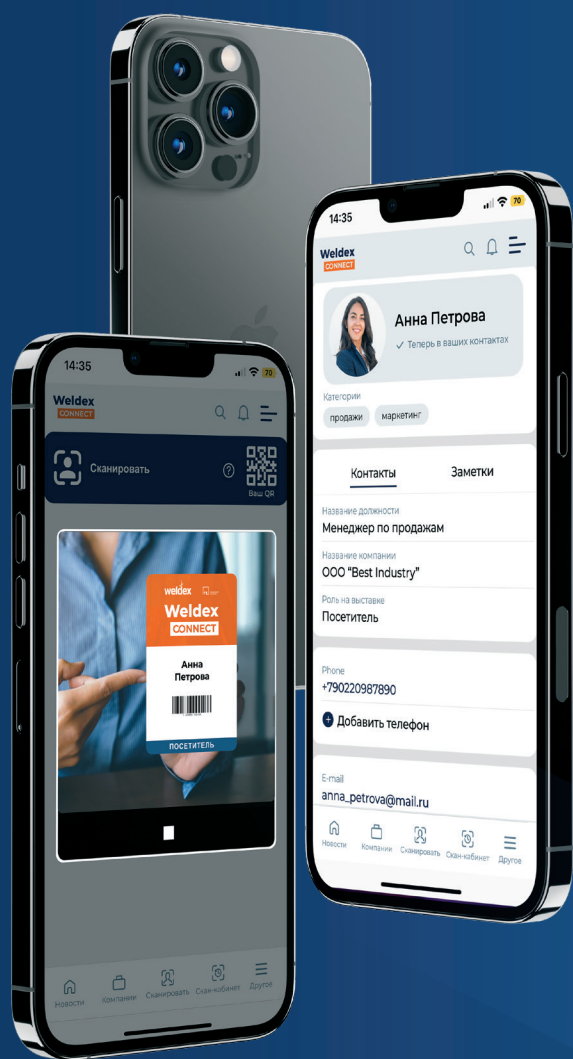 14:35
70
Weldex
CONNECT
Сканировать
Ваш QR
weldex
Weldex
CONNECT
Анна
Петрова
ПОСЕТИТЕЛЬ
Новости
Компании
Сканировать
Скан-кабинет
Другое
14:35
70
Weldex
CONNECT
Анна Петрова
Теперь в ваших контактах
Категории
продажи маркетинг
Контакты Заметки
Название должности
Менеджер по продажам
Название компании
ООО "Best Industry"
Роль на выставке
Посетитель
Phone
+790220987890
Добавить телефон
E-mail
anna_petrova@mail.ru
Новости
Компании
Сканировать
Скан-кабинет
Другое